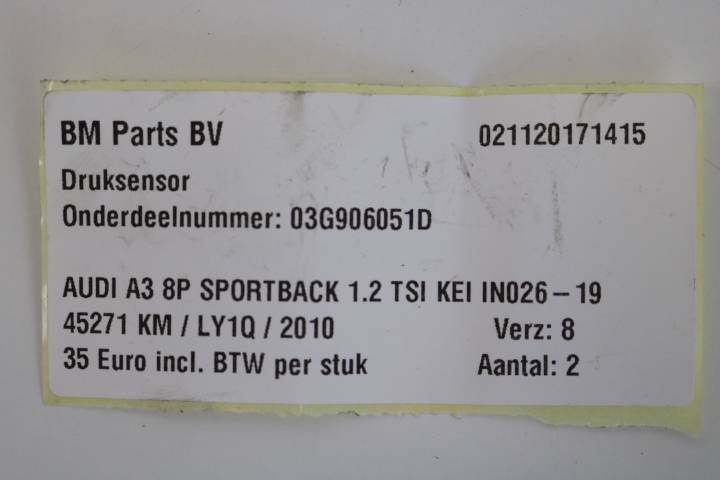 BM Parts BV 021120171415
Druksensor
Onderdeelnummer: 03G906051D
AUDI A3 8P SPORTBACK 1.2 TSI KEI IN026-19
45271 KM / LY1Q / 2010 Verz: 8
35 Euro incl. BTW per stuk Aantal: 2